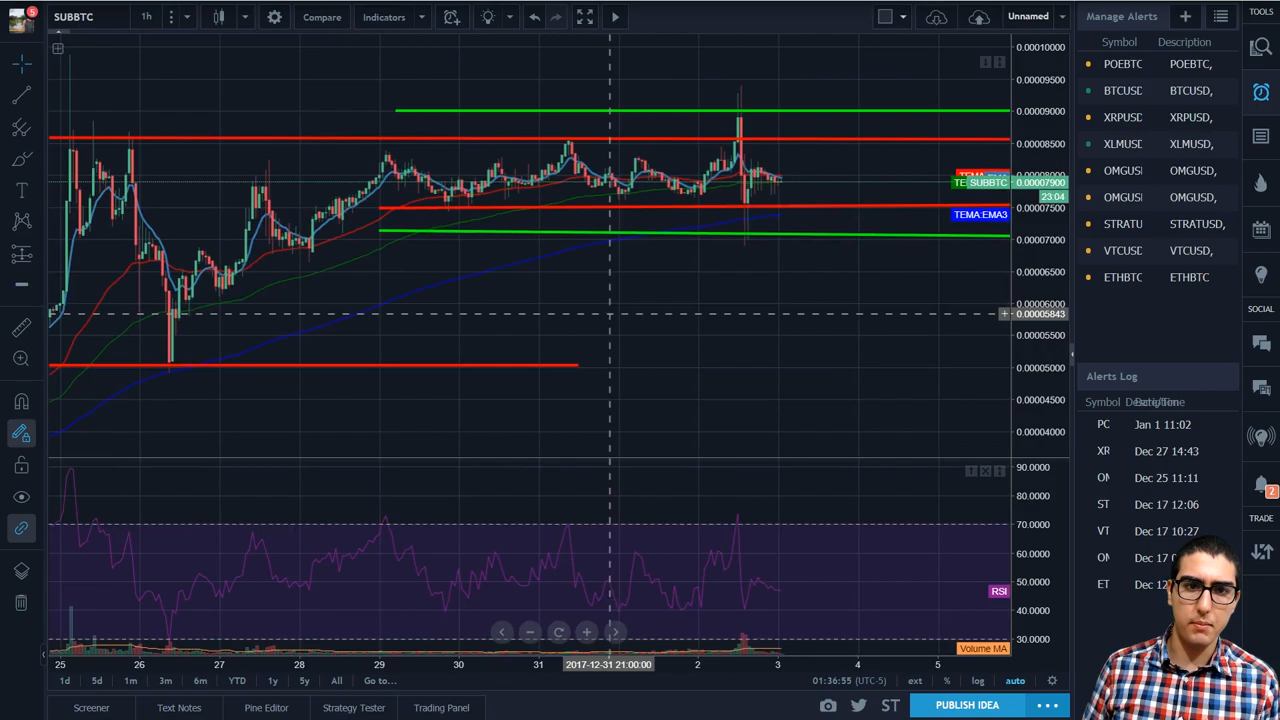 5
SUBBTC
1h
Compare
Indicators
Unnamed
Manage Alerts
TOOLS
Symbol Description
POEBTC POEBTC,
BTCUSD BTCUSD,
XRPUSD XRPUSD,
XLMUSD XLMUSD,
OMGUSD OMGUSD,
OMGUSD OMGUSD,
STRATU STRATU,
VTCUSD VTCUSD,
ETHBTC ETHBTC
SOCIAL
Alerts Log
Symbol
PC Jan 1 11:02
XR Dec 27 14:43
ON Dec 25 11:11
ST Dec 17 12:06
VT Dec 17 10:27
2
TRADE
0.00010000
0.00009500
0.00009000
0.00008500
SUBBTC 0.00007900
23:04
0.00007500
TEMA:EMA3
0.00007000
0.00006500
0.00006000
0.00005843
0.00005500
0.00005000
0.00004500
0.00004000
90.0000
80.0000
70.0000
60.0000
RSI
50.0000
40.0000
30.0000
Volume MA
25 26 27 28 29 30 31 2017-12-31 21:00:00 2 3 4 5
1d 5d 1m 3m 6m YTD 1y 5y All Go to... 01:36:55 (UTC-5) ext % log auto
Screener Text Notes Pine Editor Strategy Tester Trading Panel ST PUBLISH IDEA